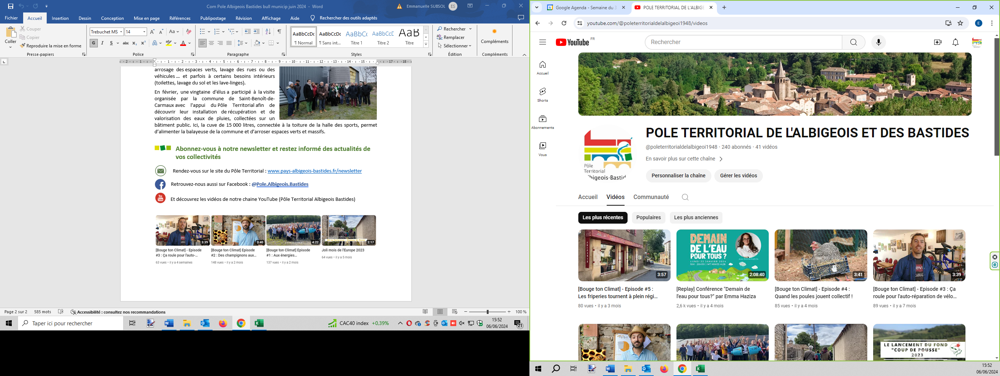 Com Pole Albigeois Bastides bull municip juin 2024 - Word
Emmanuelle SUBSOL
ES
Fichier
Accueil
Insertion
Dessin
Conception
Mise en page
Références
Publipostage
Révision
Affichage
Aide
Rechercher des outils adaptés
Coller
Couper
Copier
Reproduire la mise en forme
Presse-papiers
Trebuchet MS
14
Police
Paragraphe
AaBbCcDc
¶ Normal
AaBbCcDc
¶ Sans int...
AaBbCc
Titre 1
AaBbCcE
Titre 2
AaB
Titre
Styles
Rechercher
Remplacer
Sélectionner
Édition
Compléments
Compléments
arrosage des espaces verts, lavage des rues ou des
véhicules ... et parfois à certains besoins intérieurs
(toilettes, lavage du sol et les lave-linges).
En février, une vingtaine d'élus a participé à la visite
organisée par la commune de Saint-Benoît-de-
Carmaux avec l'appui du Pôle Territorial afin de
découvrir leur installation de récupération et de
valorisation des eaux de pluies, collectées sur un
bâtiment public. Ici, la cuve de 15 000 litres, connectée à la toiture de la halle des sports, permet
d'alimenter la balayeuse de la commune et d'arroser espaces verts et massifs.
Abonnez-vous à notre newsletter et restez informé des actualités de
vos collectivités
Rendez-vous sur le site du Pôle Territorial : www.pays-albigeois-bastides.fr/newsletter
Retrouvez-nous aussi sur Facebook : @Pole.Albigeois.Bastides
You
Tube
Et découvrez les vidéos de notre chaine YouTube (Pôle Territorial Albigeois Bastides)
3:39
3:40
COOPERATION
4:22
2:17
[Bouge ton Climat] - Episode
#3 : Ça roule pour l'auto-...
63 vues • il y a 4 semaines
[Bouge ton Climat] Episode
#2 : Des champignons aux...
148 vues • il y a 2 mois
[Bouge ton Climat] Episode
#1 : Aux énergies...
137 vues • il y a 2 mois
Joli mois de l'Europe 2023
64 vues • il y a 5 mois
Page 2 sur 2
585 mots
Accessibilité : consultez nos recommandations
100 %
Taper ici pour rechercher
CAC40 index +0,39%
15:52
06/06/2024
21
Google Agenda - Semaine du 3
POLE TERRITORIAL DE L'ALBIGE
youtube.com/@poleterritorialdelalbigeoi1948/videos
E
YouTube FR
Rechercher
Accueil
Shorts
Abonnements
Vous
Pôle
Territorial
Albigeois-Bastid
POLE TERRITORIAL DE L'ALBIGEOIS ET DES BASTIDES
@poleterritorialdelalbigeoi1948 · 240 abonnés · 41 vidéos
En savoir plus sur cette chaîne
Personnaliser la chaîne
Gérer les vidéos
Accueil
Vidéos
Communauté
Les plus récentes
Populaires
Les plus anciennes
3:57
DEMAIN
DE L'EAU
POUR TOUS ?
Avec Emma HAZIZA
LUNDI 22 JANVIER 2024
18H - 20H30 | IMT MINES ALBI
2:08:40
3:41
3:39
[Bouge ton Climat] - Episode #5 :
Les friperies tournent à plein régi...
80 vues • il y a 3 mois
[Replay] Conférence "Demain de
l'eau pour tous?" par Emma Haziza
2,6 k vues • il y a 4 mois
[Bouge ton Climat] - Episode #4 :
Quand les poules jouent collectif !
85 vues • il y a 4 mois
[Bouge ton Climat] - Episode #3 : Ça
roule pour l'auto-réparation de vélo...
89 vues • il y a 7 mois
LE LANCEMENT DU FOND
"COUP DE POUSSE"
2023
15:52
06/06/2024